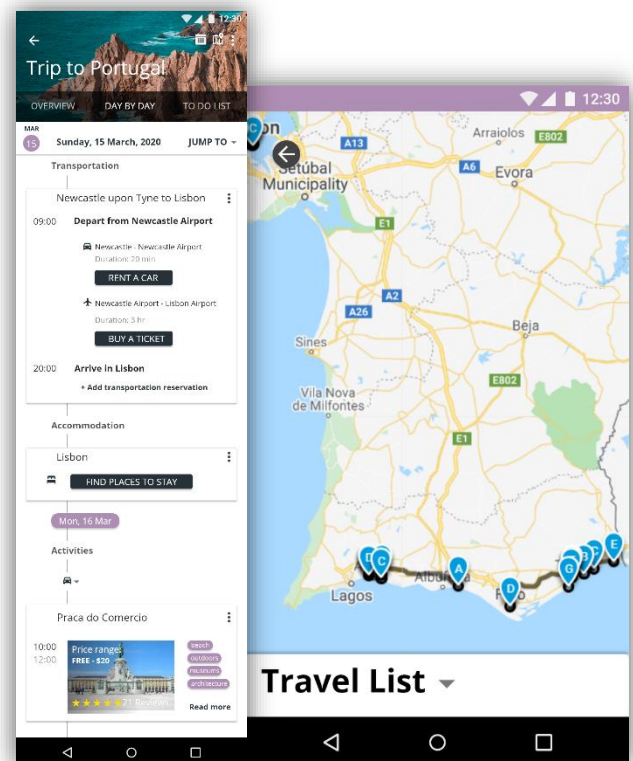 12:30
Trip to Portugal
OVERVIEW DAY BY DAY TO DO LIST
MAR
15 Sunday, 15 March, 2020 JUMP TO
Transportation
Newcastle upon Tyne to Lisbon
09:00 Depart from Newcastle Airport
Newcastle - Newcastle Airport
Duration: 20 min
RENT A CAR
Newcastle Airport - Lisbon Airport
Duration: 3 hr
BUY A TICKET
20:00 Arrive in Lisbon
+ Add transportation reservation
Accommodation
Lisbon
FIND PLACES TO STAY
Mon, 16 Mar
Activities
Praca do Comercio
10:00
12:00
Price range:
FREE - $20
21 Reviews
beach
outdoors
museums
architecture
Read more
12:30
C
on
A13
Arraiolos
E802
Setúbal
Municipality
A6
Evora
E1
A2
A26
Beja
Sines
E802
Vila Nova
de Milfontes
E1
D
C
A
D
G
B
C
E
Lagos
Travel List